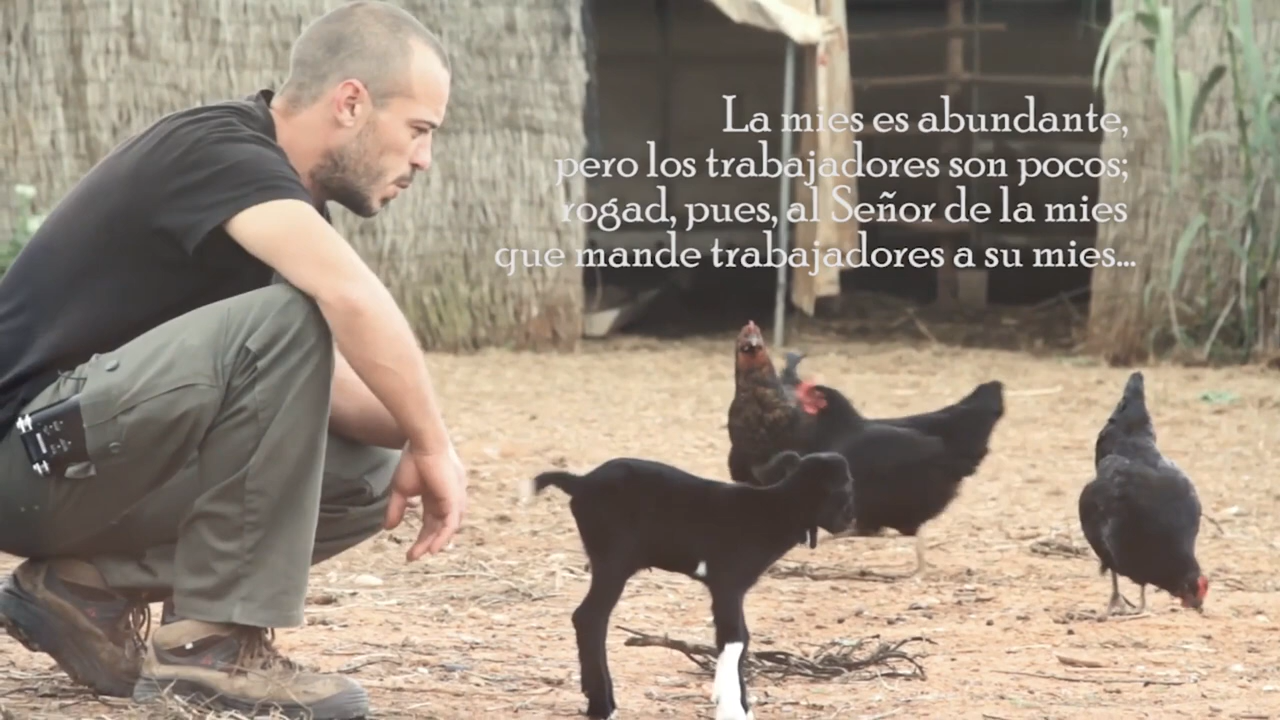 La mies es abundante,
pero los trabajadores son pocos;
rogad, pues, al Señor de la mies
que mande trabajadores a su mies...